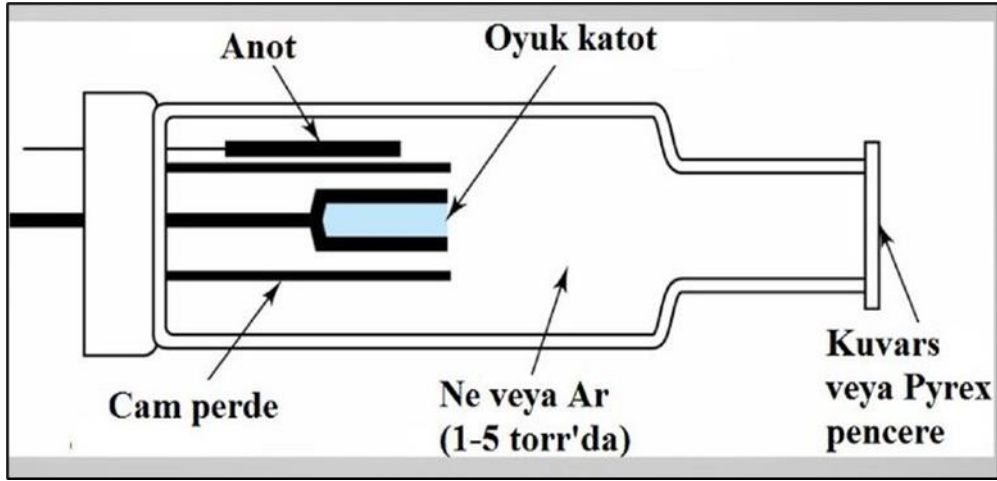 Anot
Oyuk katot
Cam perde
Ne veya Ar
(1-5 torr'da)
Kuvars
veya Pyrex
pencere